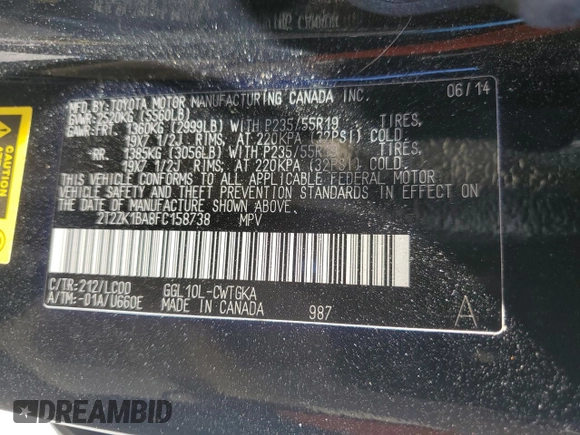 MFD.BY:TOYOTA MOTOR MANUFACTURING CANADA INC. 06/14
GVWR:2520KG (5560LB)
GAWR:FRT. 1360KG (2999LB) WITH P235/55R19 TIRES,
19X7 1/2J RIMS, AT 220KPA (32PSI) COLD.
RR. 1385KG (3056LB) WITH P235/55R19 TIRES,
19X7 1/2J RIMS, AT 220KPA (32PSI) COLD.
THIS VEHICLE CONFORMS TO ALL APPLICABLE FEDERAL MOTOR
VEHICLE SAFETY AND THEFT PREVENTION STANDARDS IN EFFECT ON
THE DATE OF MANUFACTURE SHOWN ABOVE.
2T2ZK1BA8FC158738 MPV
C/TR:212/LC00 GGL10L-CWTGKA
A/TM:-01A/U660E MADE IN CANADA 987 A
CAUTION
DREAMBID